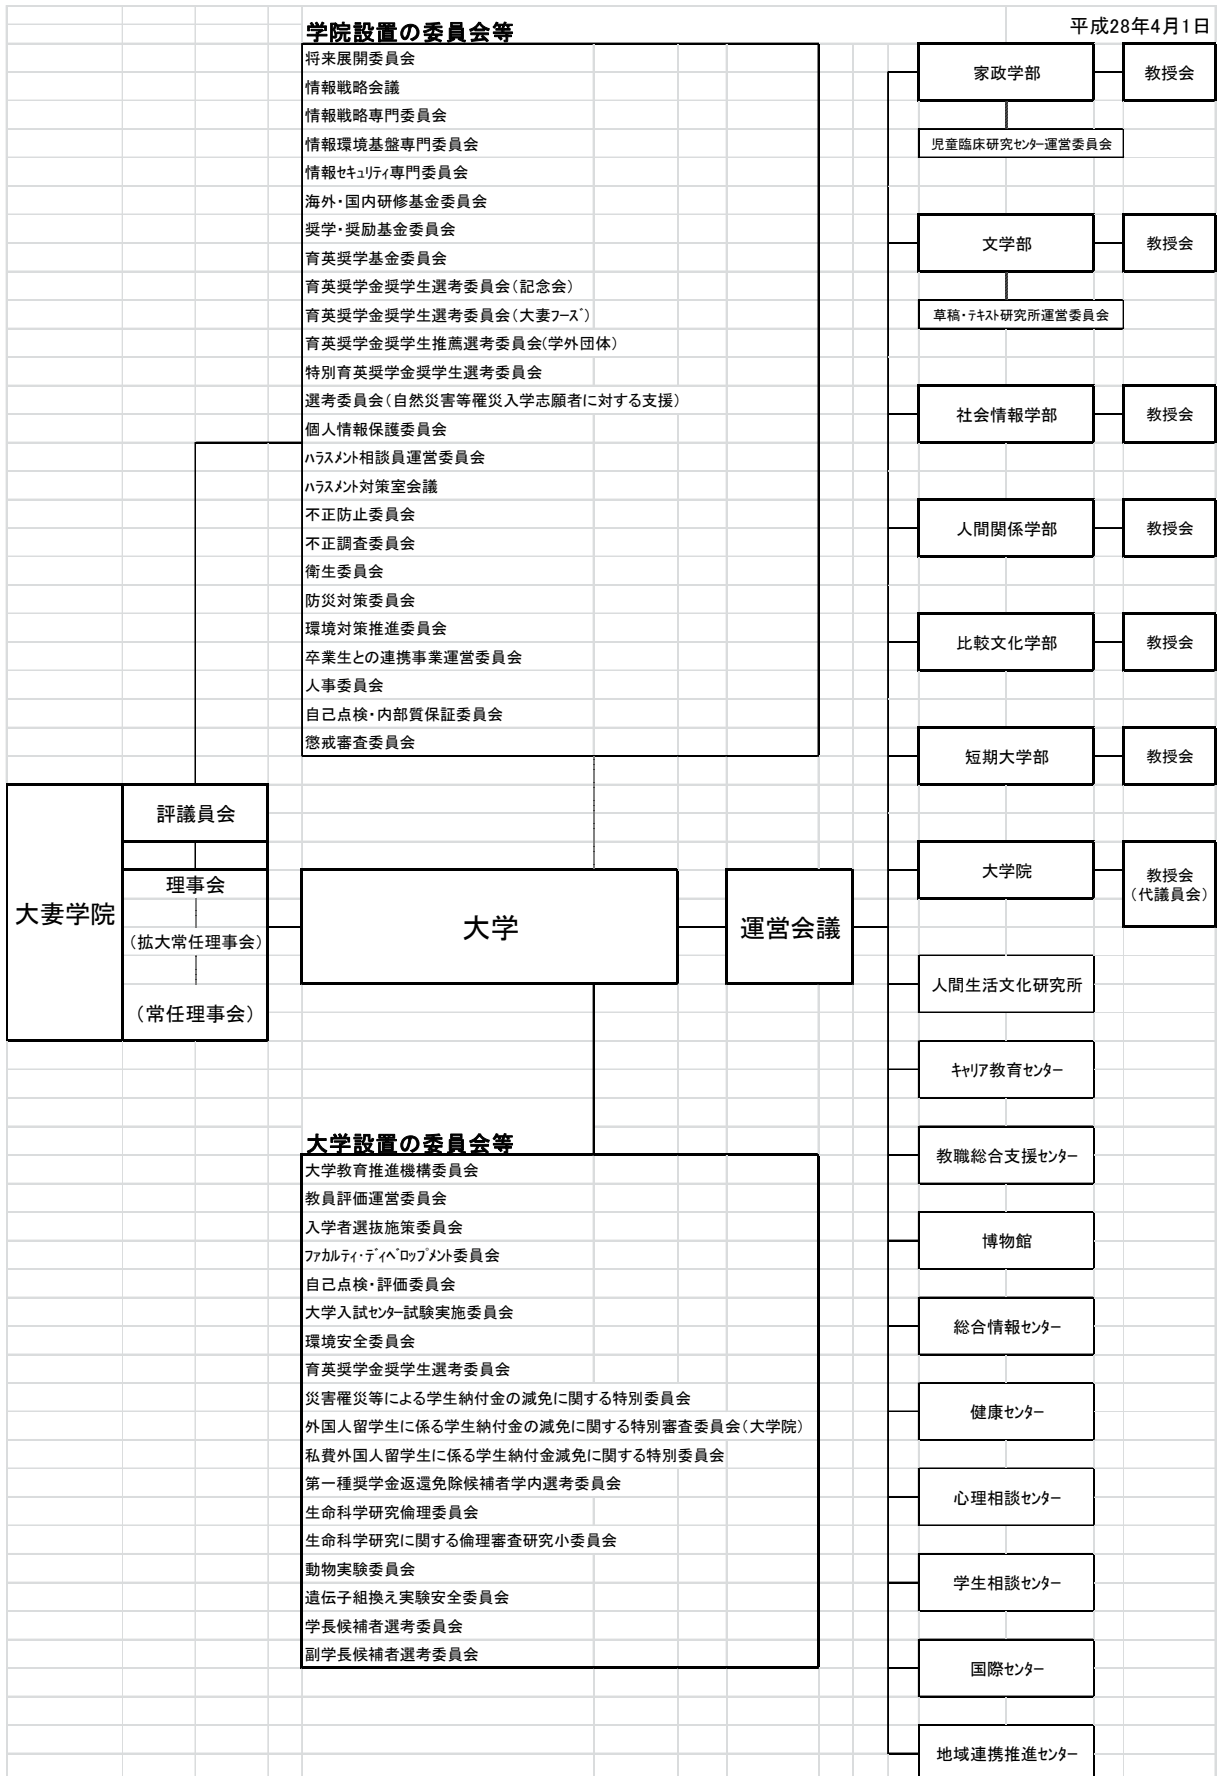 学院設置の委員会等
平成28年4月1日
将来展開委員会
情報戦略会議
情報戦略専門委員会
情報環境基盤専門委員会
情報ｾｷｭﾘﾃｨ専門委員会
海外・国内研修基金委員会
奨学・奨励基金委員会
育英奨学基金委員会
育英奨学金奨学生選考委員会（記念会）
育英奨学金奨学生選考委員会（大妻ﾌｰｽﾞ）
育英奨学金奨学生推薦選考委員会(学外団体）
特別育英奨学金奨学生選考委員会
選考委員会（自然災害等罹災入学志願者に対する支援）
個人情報保護委員会
ﾊﾗｽﾒﾝﾄ相談員運営委員会
ﾊﾗｽﾒﾝﾄ対策室会議
不正防止委員会
不正調査委員会
衛生委員会
防災対策委員会
環境対策推進委員会
卒業生との連携事業運営委員会
人事委員会
自己点検・内部質保証委員会
懲戒審査委員会
大妻学院
評議員会
理事会
（拡大常任理事会）
（常任理事会）
大学
運営会議
大学設置の委員会等
大学教育推進機構委員会
教員評価運営委員会
入学者選抜施策委員会
ﾌｧｶﾙﾃｨ・ﾃﾞｨﾍﾞﾛｯﾌﾟﾒﾝﾄ委員会
自己点検・評価委員会
大学入試ｾﾝﾀｰ試験実施委員会
環境安全委員会
育英奨学金奨学生選考委員会
災害罹災等による学生納付金の減免に関する特別委員会
外国人留学生に係る学生納付金の減免に関する特別審査委員会（大学院）
私費外国人留学生に係る学生納付金減免に関する特別委員会
第一種奨学金返還免除候補者学内選考委員会
生命科学研究倫理委員会
生命科学研究に関する倫理審査研究小委員会
動物実験委員会
遺伝子組換え実験安全委員会
学長候補者選考委員会
副学長候補者選考委員会
家政学部
教授会
児童臨床研究ｾﾝﾀｰ運営委員会
文学部
教授会
草稿・ﾃｷｽﾄ研究所運営委員会
社会情報学部
教授会
人間関係学部
教授会
比較文化学部
教授会
短期大学部
教授会
大学院
教授会
（代議員会）
人間生活文化研究所
ｷｬﾘｱ教育ｾﾝﾀｰ
教職総合支援ｾﾝﾀｰ
博物館
総合情報ｾﾝﾀｰ
健康ｾﾝﾀｰ
心理相談ｾﾝﾀｰ
学生相談ｾﾝﾀｰ
国際ｾﾝﾀｰ
地域連携推進ｾﾝﾀｰ